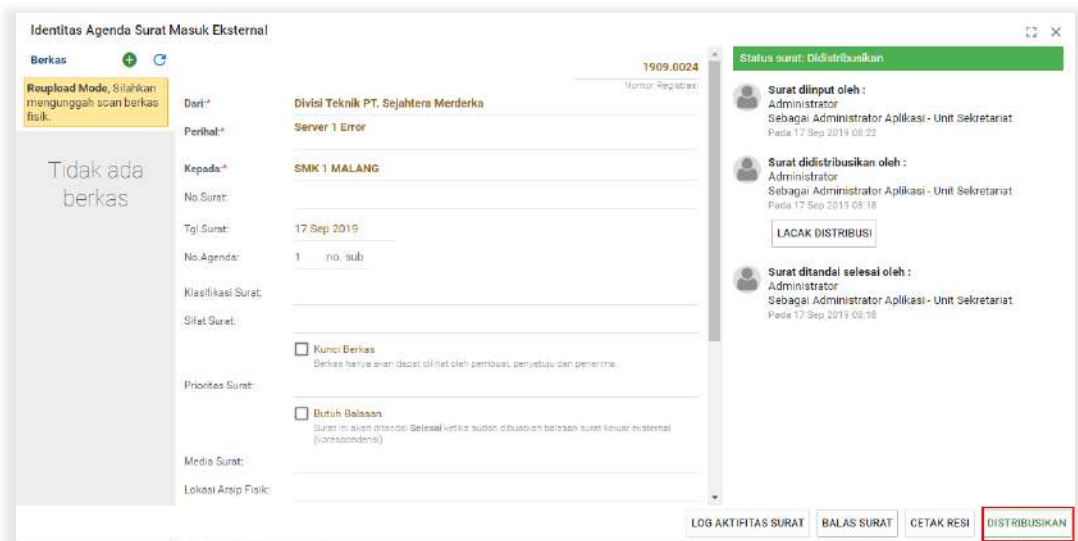 Identitas Agenda Surat Masuk Eksternal
Berkas
Reupload Mode, Silahkan
mengunggah scan berkas
fisik.
Tidak ada
berkas
1909.0024
Nomor Registrasi
Dari:*
Divisi Teknik PT. Sejahtera Merderka
Perihal:*
Server 1 Error
Kepada:*
SMK 1 MALANG
No.Surat:
Tgl.Surat:
17 Sep 2019
No.Agenda:
1 no. sub
Klasifikasi Surat:
Sifat Surat:
Kunci Berkas
Berkas hanya akan dapat dilihat oleh pembuat, penyetuju dan penerima
Prioritas Surat:
Butuh Balasan
Surat ini akan ditandai Selesai ketika sudah dibuatkan balasan surat keluar eksternal
(korespondensi)
Media Surat:
Lokasi Arsip Fisik:
Status surat: Didistribusikan
Surat diinput oleh :
Administrator
Sebagai Administrator Aplikasi - Unit Sekretariat
Pada 17 Sep 2019 08:22
Surat didistribusikan oleh :
Administrator
Sebagai Administrator Aplikasi - Unit Sekretariat
Pada 17 Sep 2019 08:18
LACAK DISTRIBUSI
Surat ditandai selesai oleh :
Administrator
Sebagai Administrator Aplikasi - Unit Sekretariat
Pada 17 Sep 2019 08:18
LOG AKTIFITAS SURAT
BALAS SURAT
CETAK RESI
DISTRIBUSIKAN